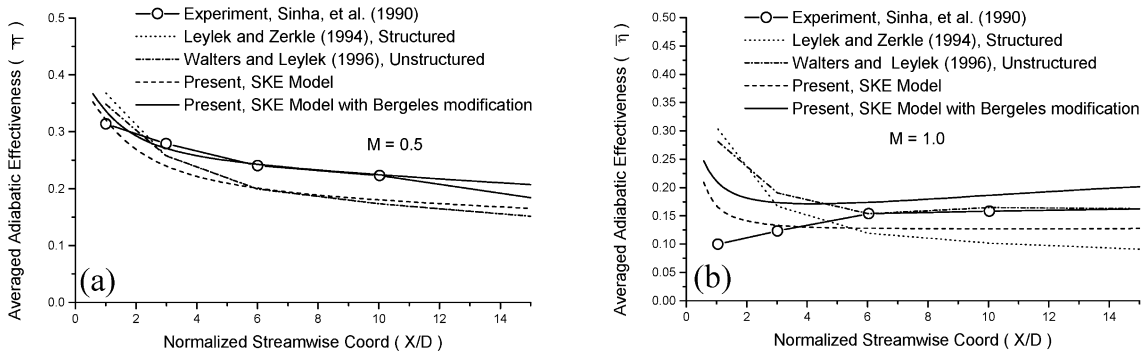 Experiment, Sinha, et al. (1990)
Leylek and Zerkle (1994), Structured
Walters and Leylek (1996), Unstructured
Present, SKE Model
Present, SKE Model with Bergeles modification
M = 0.5
(a)
0.5
0.4
0.3
0.2
0.1
0.0
0 2 4 6 8 10 12 14
Averaged Adiabatic Effectiveness ( η̿ )
Normalized Streamwise Coord ( X/D )
Experiment, Sinha, et al. (1990)
Leylek and Zerkle (1994), Structured
Walters and Leylek (1996), Unstructured
Present, SKE Model
Present, SKE Model with Bergeles modification
M = 1.0
(b)
0.50
0.45
0.40
0.35
0.30
0.25
0.20
0.15
0.10
0.05
0.00
0 2 4 6 8 10 12 14
Averaged Adiabatic Effectiveness ( η̿ )
Normalized Streamwise Coord ( X/D )